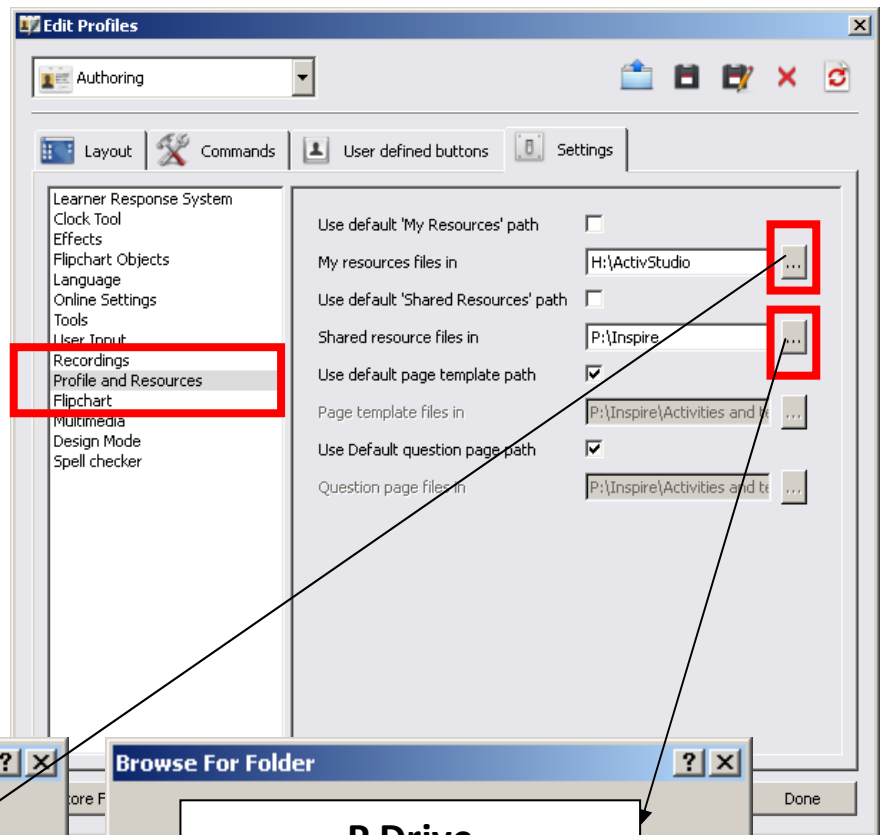 Edit Profiles
Authoring
Layout
Commands
User defined buttons
Settings
Learner Response System
Clock Tool
Effects
Flipchart Objects
Language
Online Settings
Tools
User Input
Recordings
Profile and Resources
Flipchart
Multimedia
Design Mode
Spell checker
Use default 'My Resources' path
My resources files in H:\ActivStudio ...
Use default 'Shared Resources' path
Shared resource files in P:\Inspire ...
Use default page template path
Page template files in P:\Inspire\Activities and te ...
Use Default question page path
Question page files in P:\Inspire\Activities and te ...
Browse For Folder
Done
P Drive